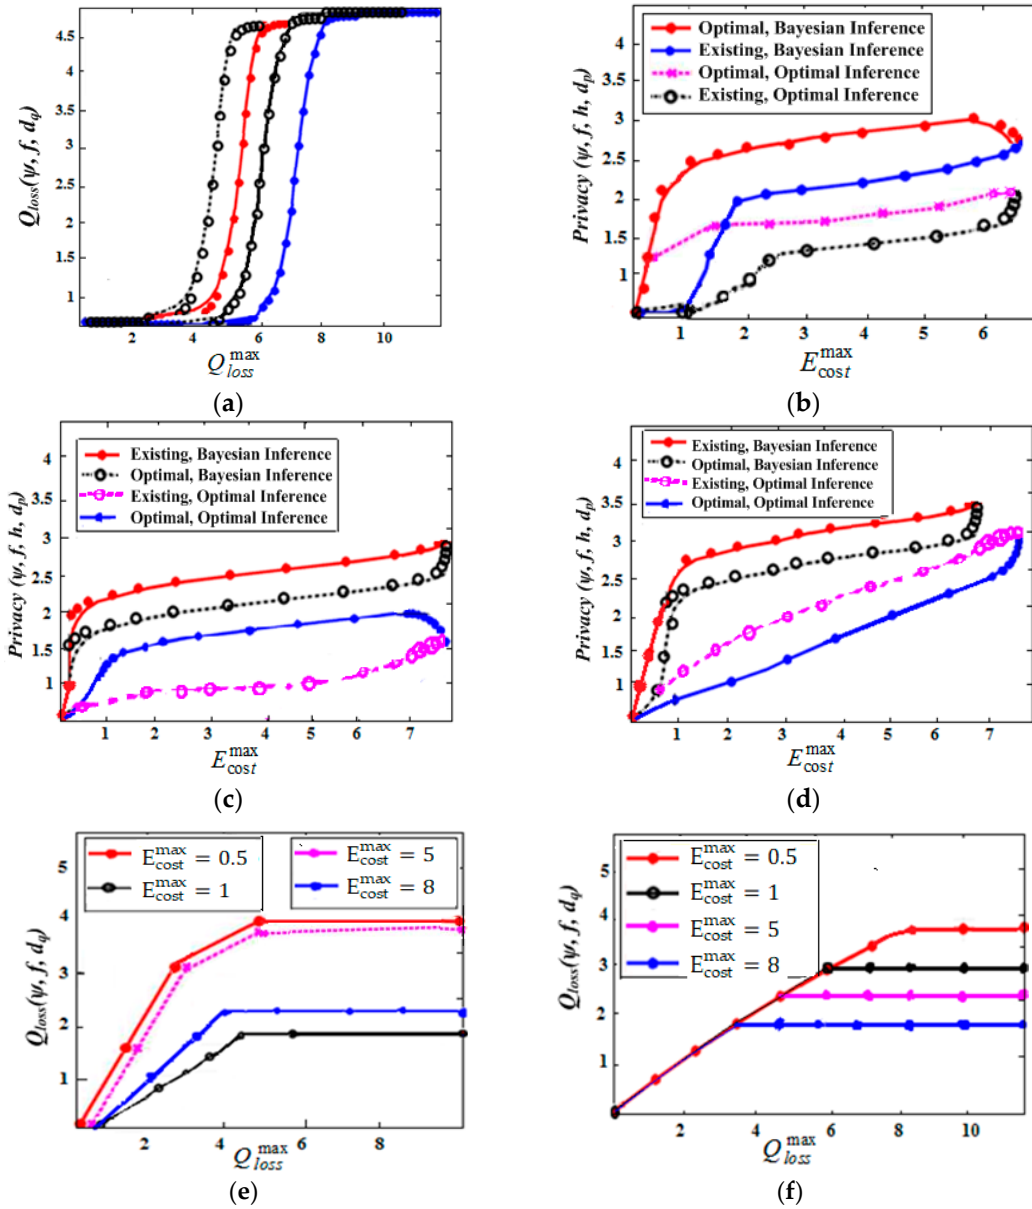 4.5
4
3.5
3
2.5
2
1.5
1
Q_loss(ψ, f, d_q)
2 4 6 8 10
Q_loss^max
(a)
Optimal, Bayesian Inference
Existing, Bayesian Inference
Optimal, Optimal Inference
Existing, Optimal Inference
4
3.5
3
2.5
2
1.5
1
Privacy (ψ, f, h, d_p)
1 2 3 4 5 6
E_cost^max
(b)
Existing, Bayesian Inference
Optimal, Bayesian Inference
Existing, Optimal Inference
Optimal, Optimal Inference
4
3.5
3
2.5
2
1.5
1
Privacy (ψ, f, h, d_p)
1 2 3 4 5 6 7
E_cost^max
(c)
Existing, Bayesian Inference
Optimal, Bayesian Inference
Existing, Optimal Inference
Optimal, Optimal Inference
4
3.5
3
2.5
2
1.5
1
Privacy (ψ, f, h, d_p)
1 2 3 4 5 6 7
E_cost^max
(d)
E_cost^max = 0.5
E_cost^max = 1
E_cost^max = 5
E_cost^max = 8
5
4
3
2
1
Q_loss(ψ, f, d_q)
2 4 6 8
Q_loss^max
(e)
E_cost^max = 0.5
E_cost^max = 1
E_cost^max = 5
E_cost^max = 8
5
4
3
2
1
Q_loss(ψ, f, d_q)
2 4 6 8 10
Q_loss^max
(f)